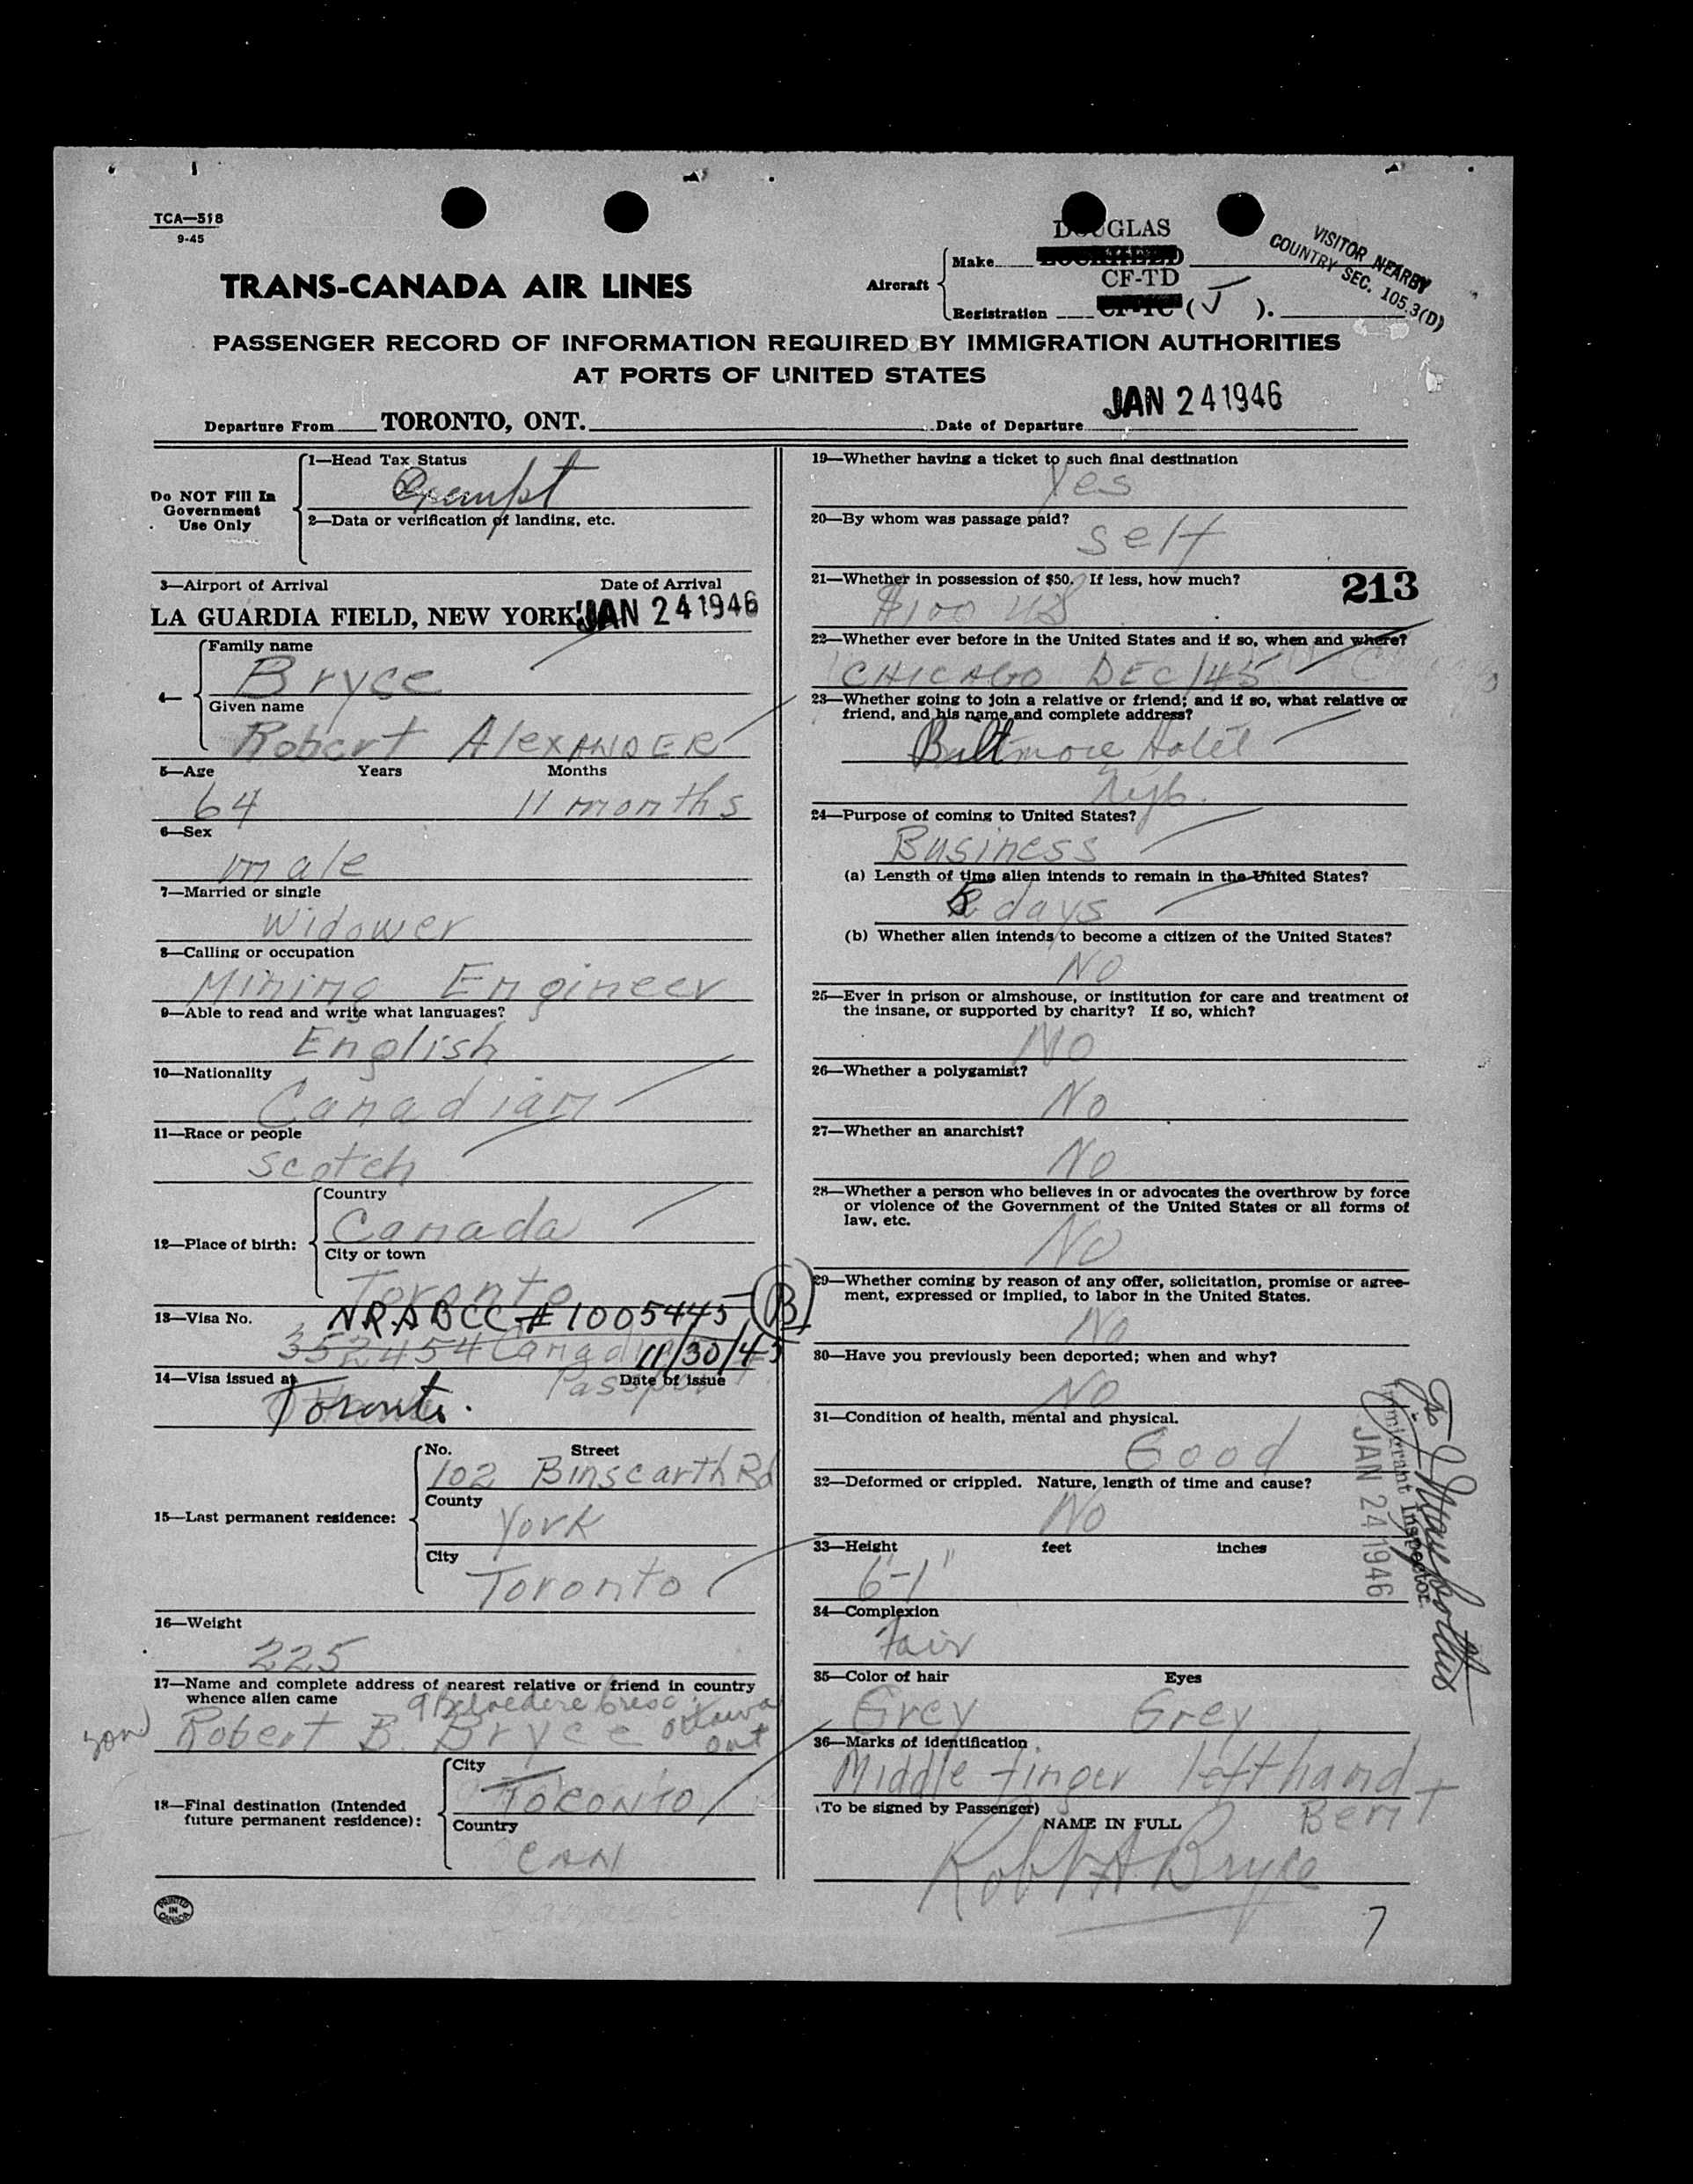 TCA—518
9-45
DOUGLAS
VISITOR NEARBY
COUNTRY SEC. 105.3(D)
TRANS-CANADA AIR LINES
Aircraft
Make
LOCKHEED
CF-TD
Registration CF-TC (J).
PASSENGER RECORD OF INFORMATION REQUIRED BY IMMIGRATION AUTHORITIES
AT PORTS OF UNITED STATES
Departure From TORONTO, ONT.
Date of Departure JAN 24 1946
Do NOT Fill In
Government
Use Only
1—Head Tax Status
Exempt
2—Data or verification of landing, etc.
3—Airport of Arrival Date of Arrival
LA GUARDIA FIELD, NEW YORK JAN 24 1946
4—
Family name
Bryce
Given name
Robert AlexANDER
5—Age Years Months
64 11 months
6—Sex
male
7—Married or single
Widower
8—Calling or occupation
Mining Engineer
9—Able to read and write what languages?
English
10—Nationality
Canadian
11—Race or people
Scotch
12—Place of birth:
Country
Canada
City or town
Toronto
13—Visa No.
NRABCC # 1005445 (B)
352454 Canadian 11/30/45
14—Visa issued at Date of issue
Passport
Toronto.
15—Last permanent residence:
No. Street
102 Binscarth Rd
County
York
City
Toronto
16—Weight
225
17—Name and complete address of nearest relative or friend in country
whence alien came
9 Belvedere Cresc. Ottawa
son Robert B. Bryce Ont
18—Final destination (Intended
future permanent residence):
City
TORONTO
Country
CAN
PRINTED
IN
CANADA
19—Whether having a ticket to such final destination
Yes
20—By whom was passage paid?
self
21—Whether in possession of $50. If less, how much?
213
$100 US
22—Whether ever before in the United States and if so, when and where?
CHICAGO DEC/45
23—Whether going to join a relative or friend; and if so, what relative or
friend, and his name and complete address?
Biltmore Hotel
24—Purpose of coming to United States?
Business
(a) Length of time alien intends to remain in the United States?
5 days
(b) Whether alien intends to become a citizen of the United States?
No
25—Ever in prison or almshouse, or institution for care and treatment of
the insane, or supported by charity? If so, which?
No
26—Whether a polygamist?
No
27—Whether an anarchist?
No
28—Whether a person who believes in or advocates the overthrow by force
or violence of the Government of the United States or all forms of
law, etc.
No
29—Whether coming by reason of any offer, solicitation, promise or agree-
ment, expressed or implied, to labor in the United States.
No
30—Have you previously been deported; when and why?
No
31—Condition of health, mental and physical.
Good
32—Deformed or crippled. Nature, length of time and cause?
No
33—Height feet inches
6'-1"
34—Complexion
Fair
35—Color of hair Eyes
Grey Grey
36—Marks of identification
Middle finger left hand
Bent
(To be signed by Passenger)
NAME IN FULL
Robt A Bryce
7
Immigrant Inspector
JAN 24 1946